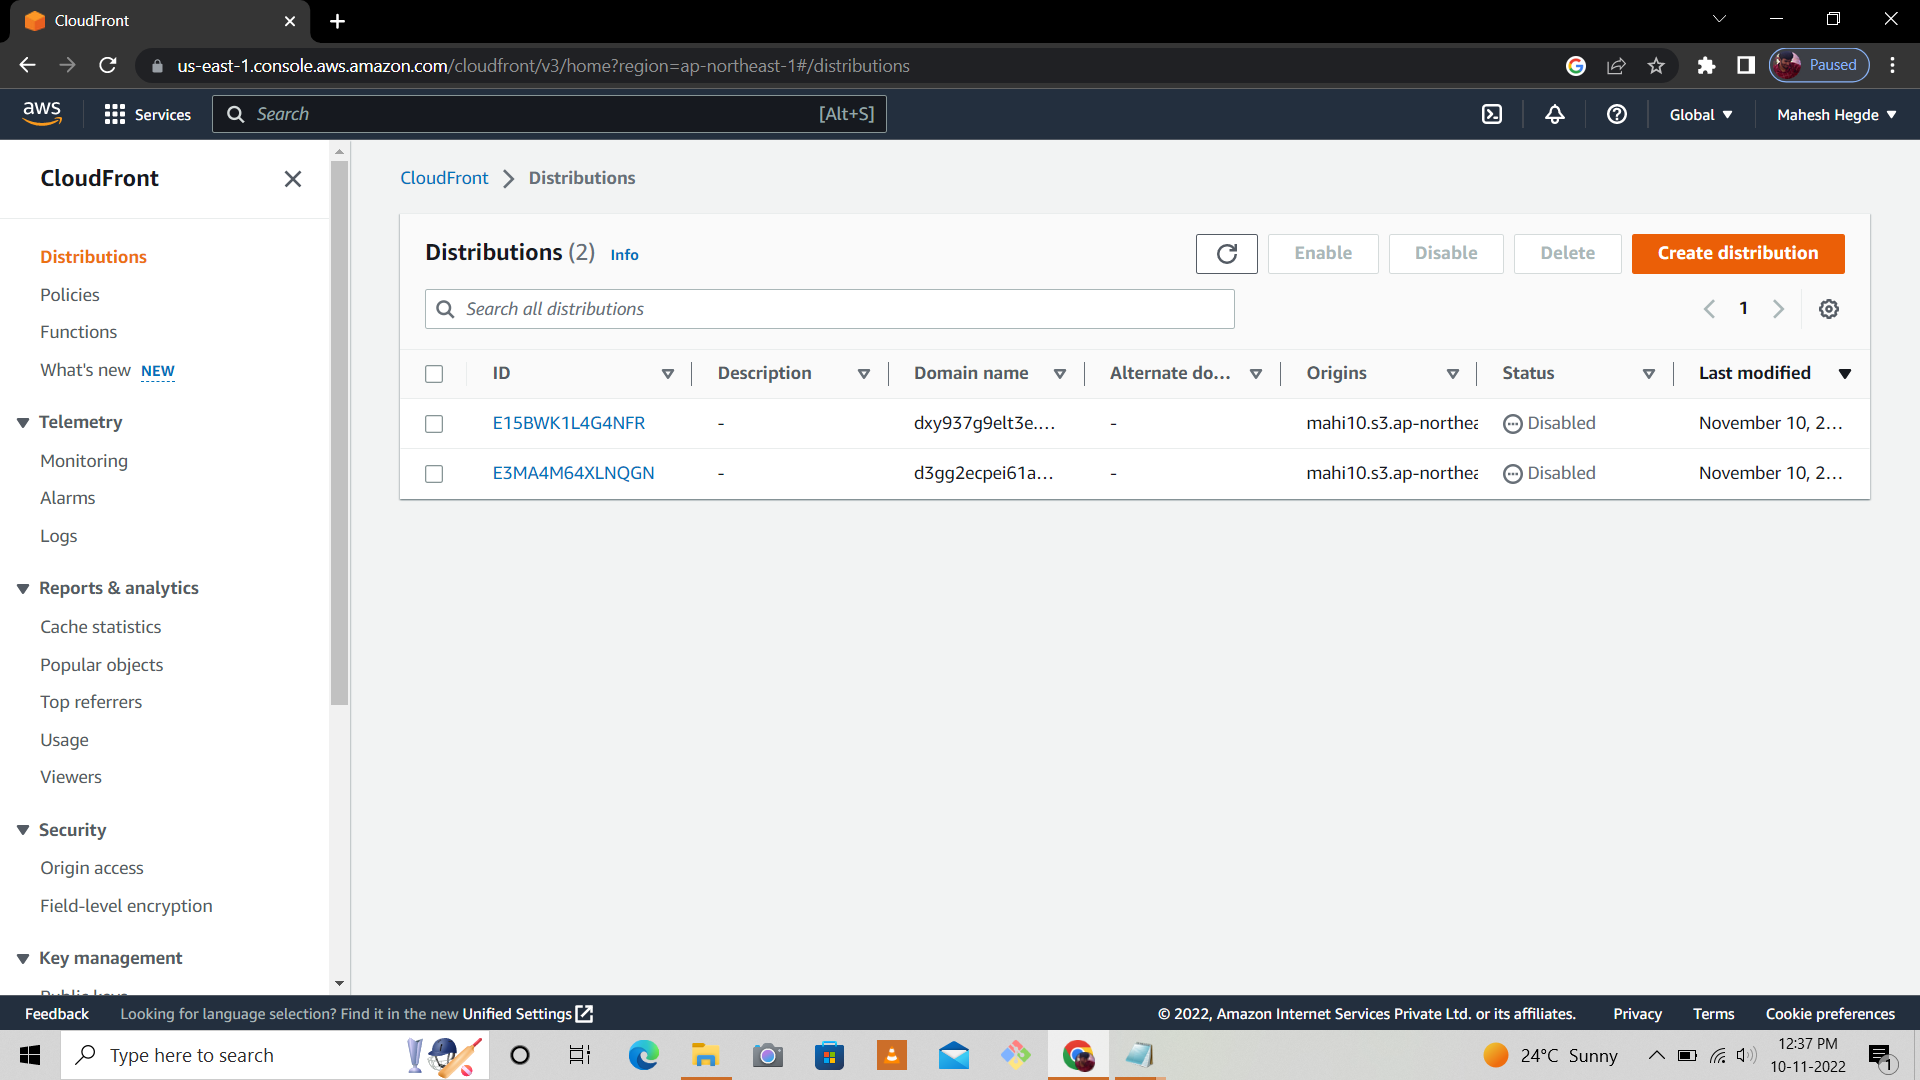 CloudFront
us-east-1.console.aws.amazon.com/cloudfront/v3/home?region=ap-northeast-1#/distributions
Paused
aws
Services
Search
[Alt+S]
Global
Mahesh Hegde
CloudFront
Distributions
Policies
Functions
What's new NEW
Telemetry
Monitoring
Alarms
Logs
Reports & analytics
Cache statistics
Popular objects
Top referrers
Usage
Viewers
Security
Origin access
Field-level encryption
Key management
CloudFront > Distributions
Distributions (2) Info
Enable
Disable
Delete
Create distribution
Search all distributions
1
ID Description Domain name Alternate do... Origins Status Last modified
E15BWK1L4G4NFR - dxy937g9elt3e.... - mahi10.s3.ap-northea Disabled November 10, 2...
E3MA4M64XLNQGN - d3gg2ecpei61a... - mahi10.s3.ap-northea Disabled November 10, 2...
Feedback Looking for language selection? Find it in the new Unified Settings
© 2022, Amazon Internet Services Private Ltd. or its affiliates. Privacy Terms Cookie preferences
Type here to search
24°C Sunny
12:37 PM
10-11-2022
1